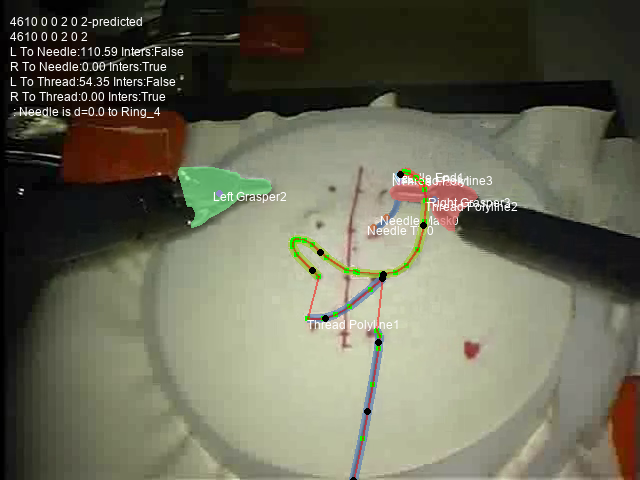 4610 0 0 2 0 2-predicted
4610 0 0 2 0 2
L To Needle:110.59 Inters:False
R To Needle:0.00 Inters:True
L To Thread:54.35 Inters:False
R To Thread:0.00 Inters:True
: Needle is d=0.0 to Ring_4
Thread Polyline3
Left Grasper2
Right Grasper3
Thread Polyline2
Needle Mask0
Thread Polyline1